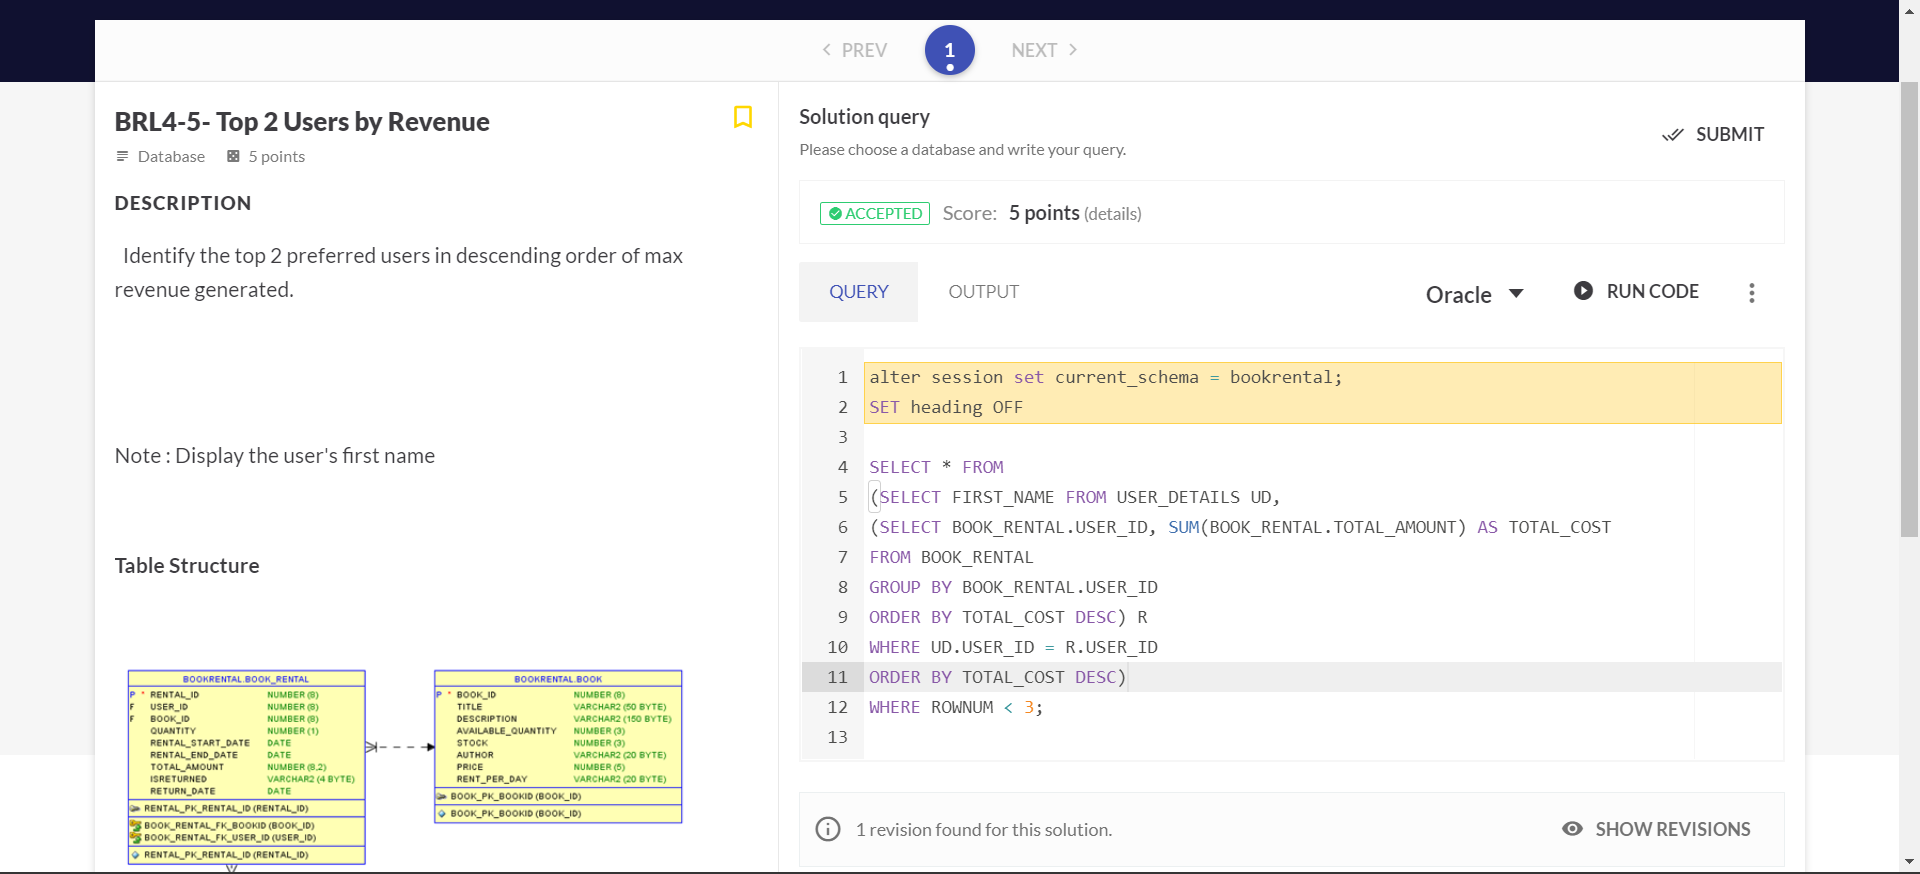 PREV
1
NEXT
BRL4-5- Top 2 Users by Revenue
Database 5 points
DESCRIPTION
Identify the top 2 preferred users in descending order of max
revenue generated.
Note : Display the user's first name
Table Structure
BOOKRENTAL.BOOK_RENTAL
P * RENTAL_ID NUMBER (8)
F USER_ID NUMBER (8)
F BOOK_ID NUMBER (8)
QUANTITY NUMBER (1)
RENTAL_START_DATE DATE
RENTAL_END_DATE DATE
TOTAL_AMOUNT NUMBER (8,2)
ISRETURNED VARCHAR2 (4 BYTE)
RETURN_DATE DATE
RENTAL_PK_RENTAL_ID (RENTAL_ID)
BOOK_RENTAL_FK_BOOKID (BOOK_ID)
BOOK_RENTAL_FK_USER_ID (USER_ID)
RENTAL_PK_RENTAL_ID (RENTAL_ID)
BOOKRENTAL.BOOK
P * BOOK_ID NUMBER (8)
TITLE VARCHAR2 (50 BYTE)
DESCRIPTION VARCHAR2 (150 BYTE)
AVAILABLE_QUANTITY NUMBER (3)
STOCK NUMBER (3)
AUTHOR VARCHAR2 (20 BYTE)
PRICE NUMBER (5)
RENT_PER_DAY VARCHAR2 (20 BYTE)
BOOK_PK_BOOKID (BOOK_ID)
BOOK_PK_BOOKID (BOOK_ID)
Solution query
Please choose a database and write your query.
SUBMIT
ACCEPTED Score: 5 points (details)
QUERY OUTPUT Oracle RUN CODE
1 alter session set current_schema = bookrental;
2 SET heading OFF
3
4 SELECT * FROM
5 (SELECT FIRST_NAME FROM USER_DETAILS UD,
6 (SELECT BOOK_RENTAL.USER_ID, SUM(BOOK_RENTAL.TOTAL_AMOUNT) AS TOTAL_COST
7 FROM BOOK_RENTAL
8 GROUP BY BOOK_RENTAL.USER_ID
9 ORDER BY TOTAL_COST DESC) R
10 WHERE UD.USER_ID = R.USER_ID
11 ORDER BY TOTAL_COST DESC)
12 WHERE ROWNUM < 3;
13
1 revision found for this solution.
SHOW REVISIONS